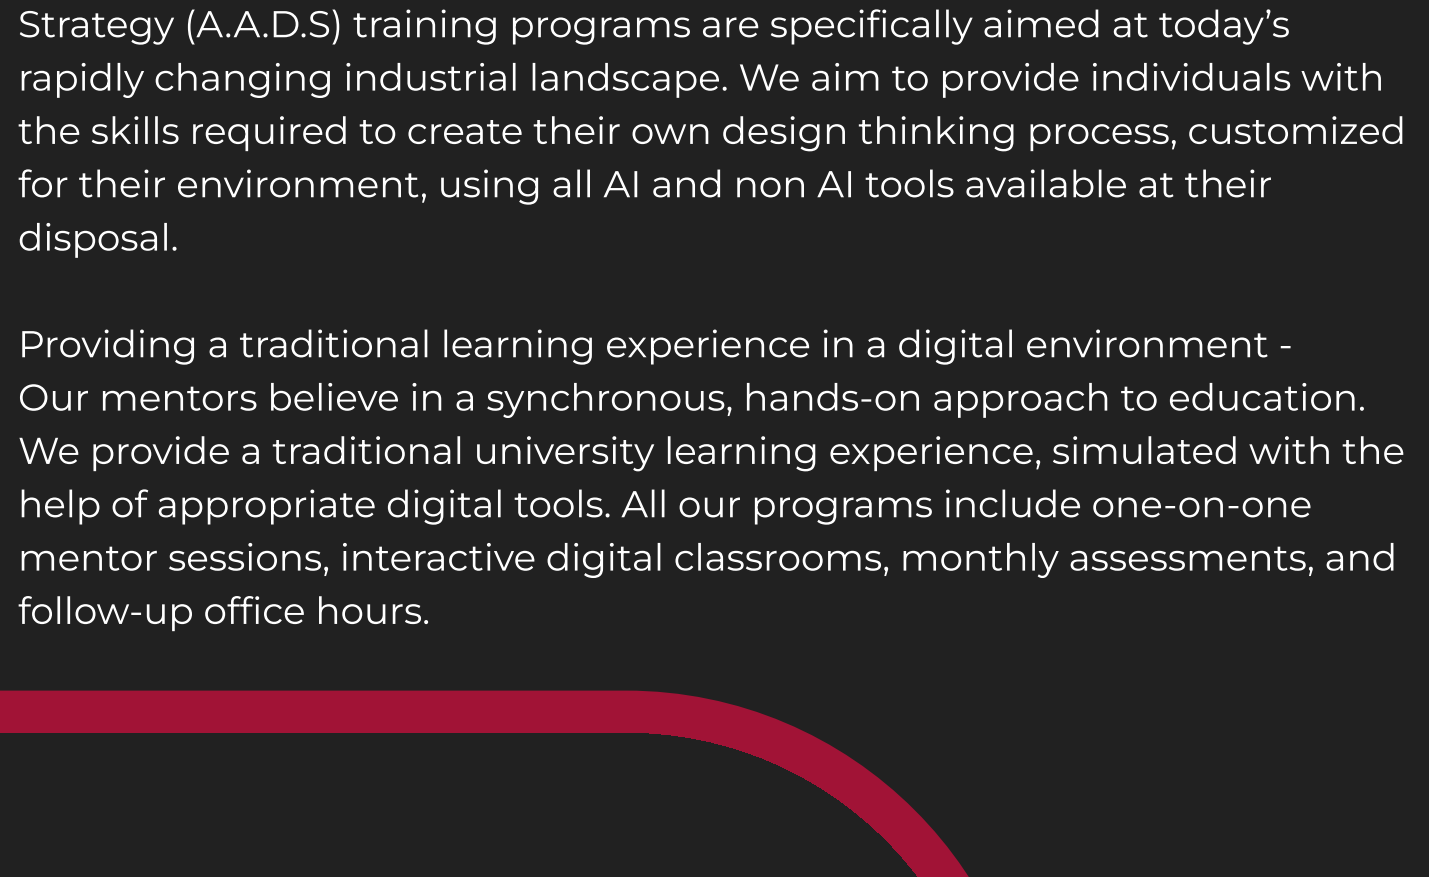 Strategy (A.A.D.S) training programs are specifically aimed at today’s
rapidly changing industrial landscape. We aim to provide individuals with
the skills required to create their own design thinking process, customized
for their environment, using all AI and non AI tools available at their
disposal.
Providing a traditional learning experience in a digital environment -
Our mentors believe in a synchronous, hands-on approach to education.
We provide a traditional university learning experience, simulated with the
help of appropriate digital tools. All our programs include one-on-one
mentor sessions, interactive digital classrooms, monthly assessments, and
follow-up office hours.